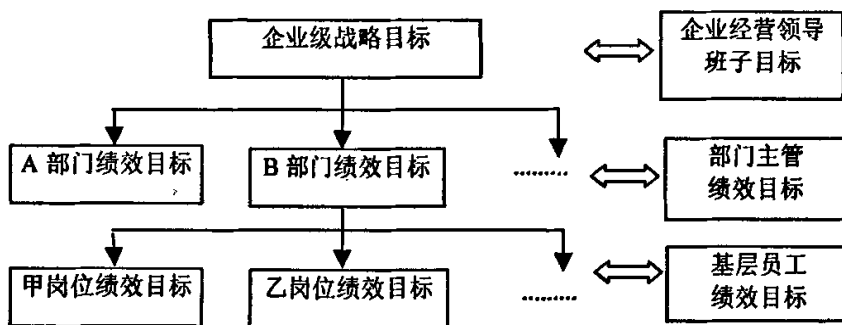 企业级战略目标
企业经营领导
班子目标
A 部门绩效目标
B 部门绩效目标
.........
部门主管
绩效目标
甲岗位绩效目标
乙岗位绩效目标
.........
基层员工
绩效目标